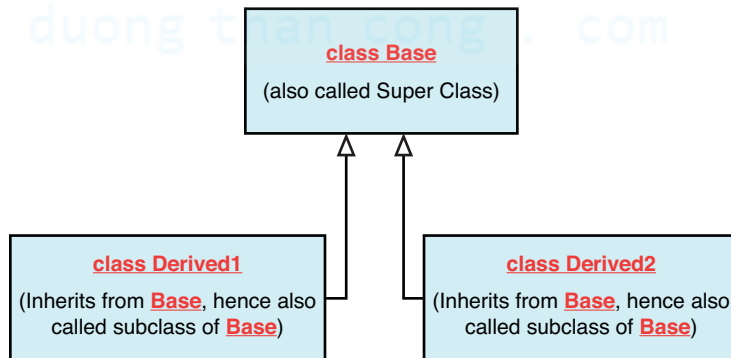 duong than cong . com
class Base
(also called Super Class)
class Derived1
(Inherits from Base, hence also
called subclass of Base)
class Derived2
(Inherits from Base, hence also
called subclass of Base)